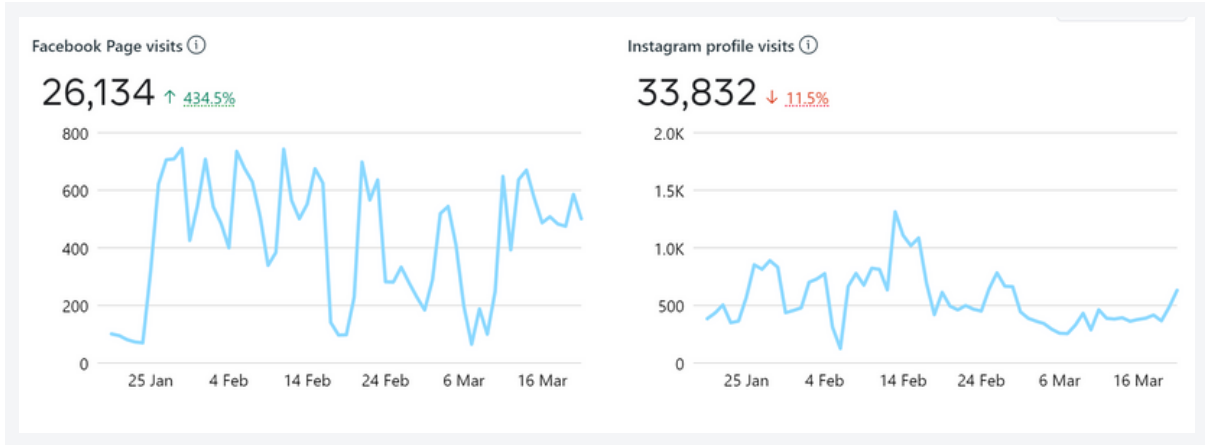 Facebook Page visits
26,134 ↑ 434.5%
800
600
400
200
0
25 Jan 4 Feb 14 Feb 24 Feb 6 Mar 16 Mar
Instagram profile visits
33,832 ↓ 11.5%
2.0K
1.5K
1.0K
500
0
25 Jan 4 Feb 14 Feb 24 Feb 6 Mar 16 Mar